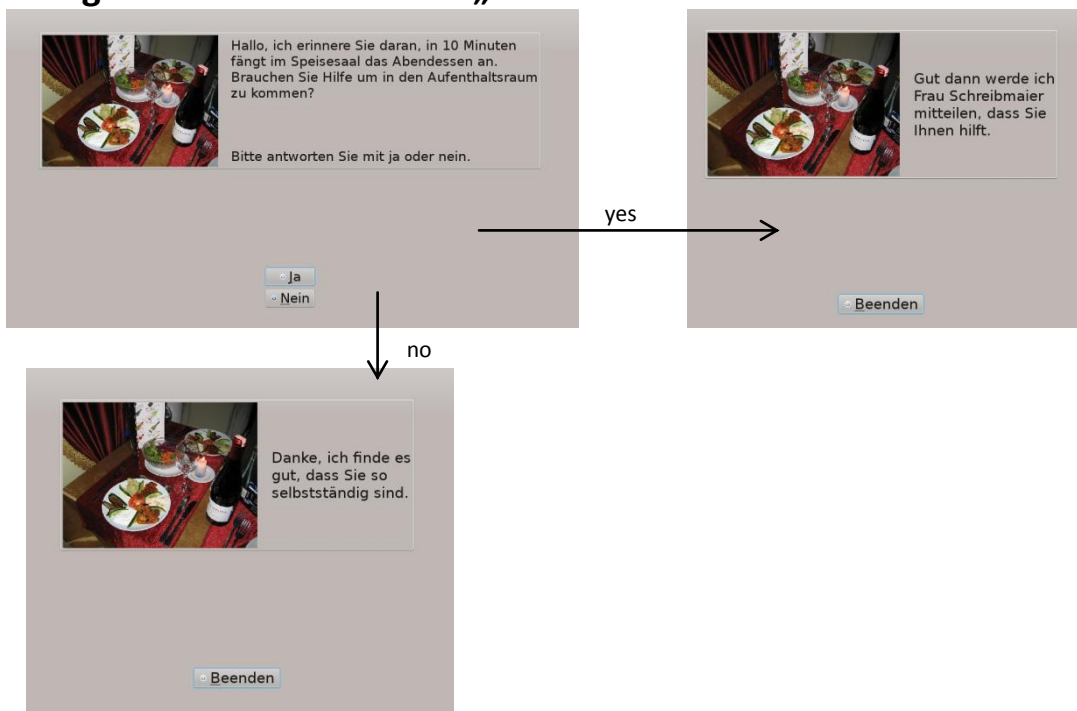 Hallo, ich erinnere Sie daran, in 10 Minuten
fängt im Speisesaal das Abendessen an.
Brauchen Sie Hilfe um in den Aufenthaltsraum
zu kommen?
Bitte antworten Sie mit ja oder nein.
Ja
Nein
yes
Gut dann werde ich
Frau Schreibmaier
mitteilen, dass Sie
Ihnen hilft.
Beenden
no
Danke, ich finde es
gut, dass Sie so
selbstständig sind.
Beenden